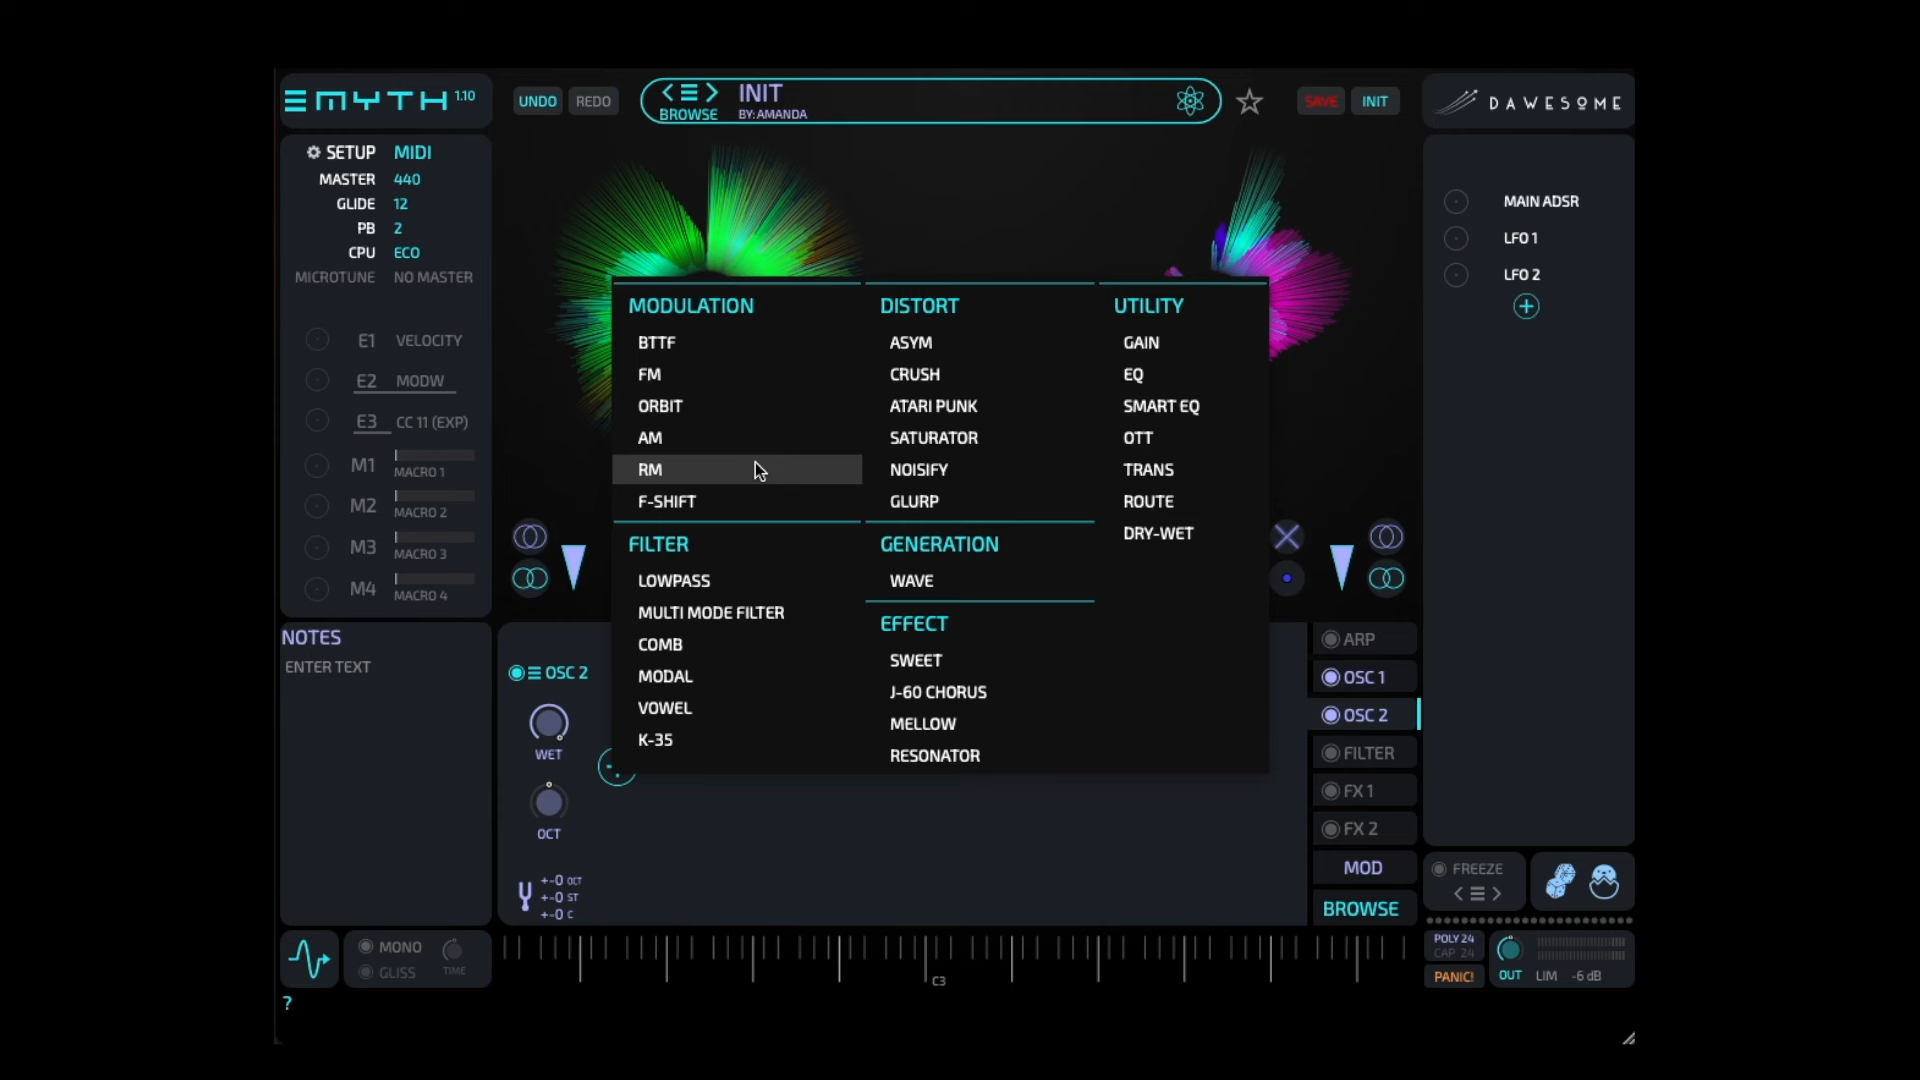 MYTH 1.10
UNDO
REDO
BROWSE
INIT
BY: AMANDA
SAVE
INIT
DAWESOME
SETUP MIDI
MASTER 440
GLIDE 12
PB 2
CPU ECO
MICROTUNE NO MASTER
E1 VELOCITY
E2 MODW
E3 CC 11 (EXP)
M1 MACRO 1
M2 MACRO 2
M3 MACRO 3
M4 MACRO 4
NOTES
ENTER TEXT
MODULATION
BTTF
FM
ORBIT
AM
RM
F-SHIFT
FILTER
LOWPASS
MULTI MODE FILTER
COMB
MODAL
VOWEL
K-35
DISTORT
ASYM
CRUSH
ATARI PUNK
SATURATOR
NOISIFY
GLURP
GENERATION
WAVE
EFFECT
SWEET
J-60 CHORUS
MELLOW
RESONATOR
UTILITY
GAIN
EQ
SMART EQ
OTT
TRANS
ROUTE
DRY-WET
OSC 2
WET
OCT
+-0 OCT
+-0 ST
+-0 C
ARP
OSC 1
OSC 2
FILTER
FX 1
FX 2
MOD
BROWSE
MAIN ADSR
LFO 1
LFO 2
FREEZE
MONO
GLISS
TIME
C3
POLY 24
CAP 24
PANIC!
OUT
LIM
-6 dB
?